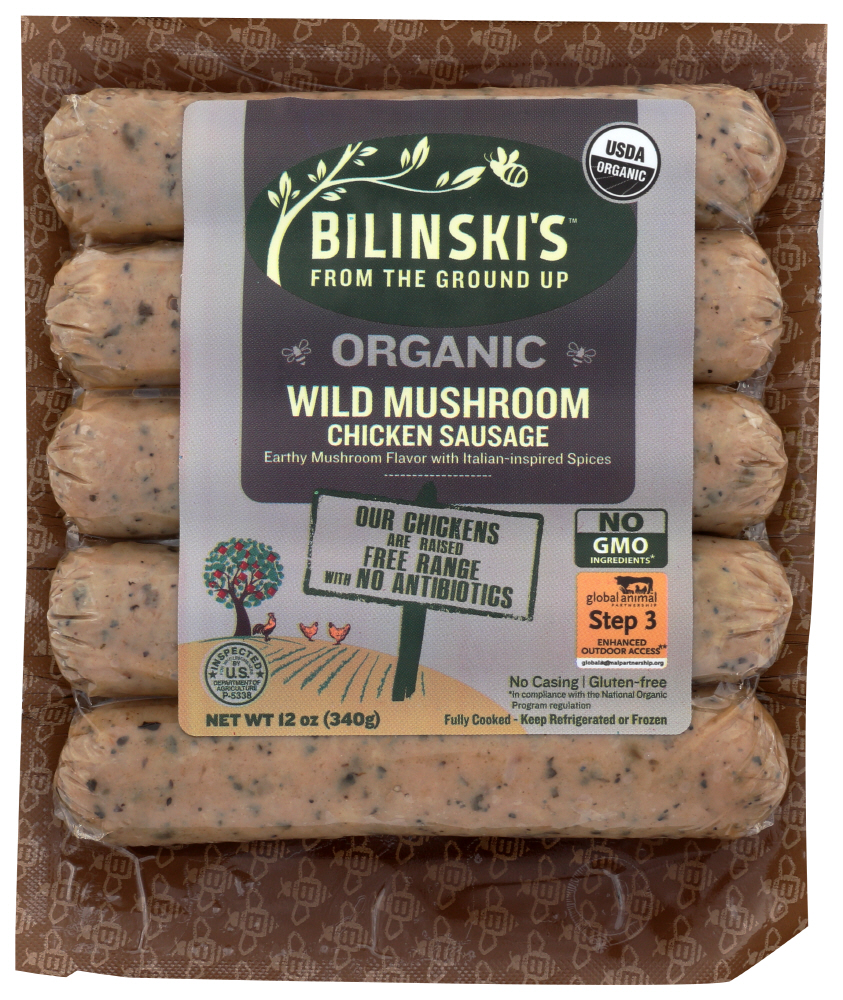 USDA
ORGANIC
BiLINSKI'S™
FROM THE GROUND UP
ORGANIC
WILD MUSHROOM
CHICKEN SAUSAGE
Earthy Mushroom Flavor with Italian-inspired Spices
OUR CHICKENS
ARE RAISED
FREE RANGE
WITH NO ANTIBIOTICS
NO
GMO
INGREDIENTS*
global animal
PARTNERSHIP
Step 3
ENHANCED
OUTDOOR ACCESS**
globalanimalpartnership.org
INSPECTED
BY
U.S.
DEPARTMENT OF
AGRICULTURE
P-5338
No Casing | Gluten-free
*In compliance with the National Organic
Program regulation
NET WT 12 oz (340g)
Fully Cooked - Keep Refrigerated or Frozen